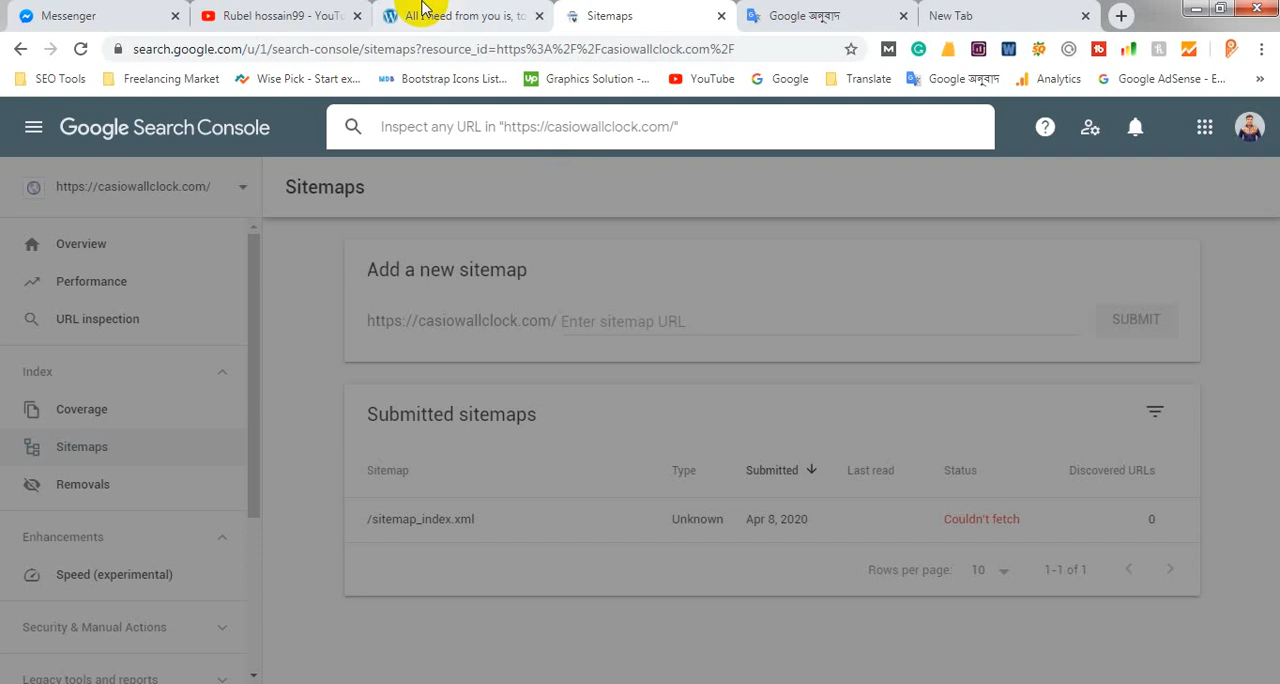 Messenger
Rubel hossain99 - YouTu
All I need from you is, to
Sitemaps
Google অনুবাদ
New Tab
search.google.com/u/1/search-console/sitemaps?resource_id=https%3A%2F%2Fcasiowallclock.com%2F
SEO Tools
Freelancing Market
Wise Pick - Start ex...
Bootstrap Icons List...
Graphics Solution -...
YouTube
Google
Translate
Google অনুবাদ
Analytics
Google AdSense - E...
Google Search Console
Inspect any URL in "https://casiowallclock.com/"
https://casiowallclock.com/
Sitemaps
Overview
Performance
URL inspection
Index
Coverage
Sitemaps
Removals
Enhancements
Speed (experimental)
Security & Manual Actions
Legacy tools and reports
Add a new sitemap
https://casiowallclock.com/ Enter sitemap URL
SUBMIT
Submitted sitemaps
Sitemap Type Submitted Last read Status Discovered URLs
/sitemap_index.xml Unknown Apr 8, 2020 Couldn't fetch 0
Rows per page: 10 1-1 of 1